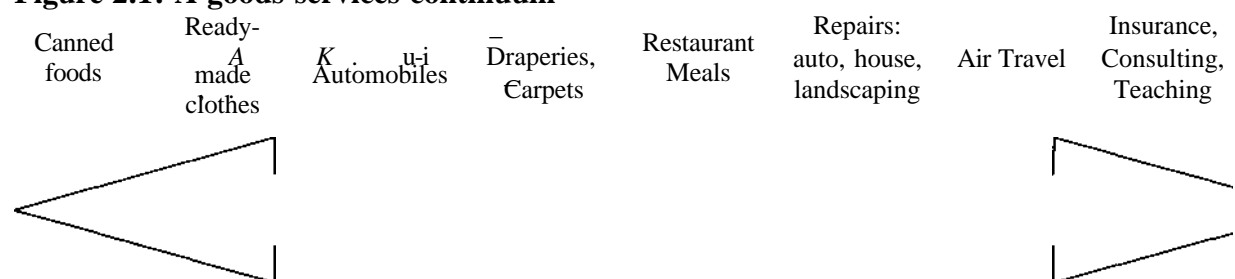 Figure 2.1: A goods-services continuum
Canned
foods
Ready-
A
made
clothes
K . u-i
Automobiles
Draperies,
Carpets
Restaurant
Meals
Repairs:
auto, house,
landscaping
Air Travel
Insurance,
Consulting,
Teaching